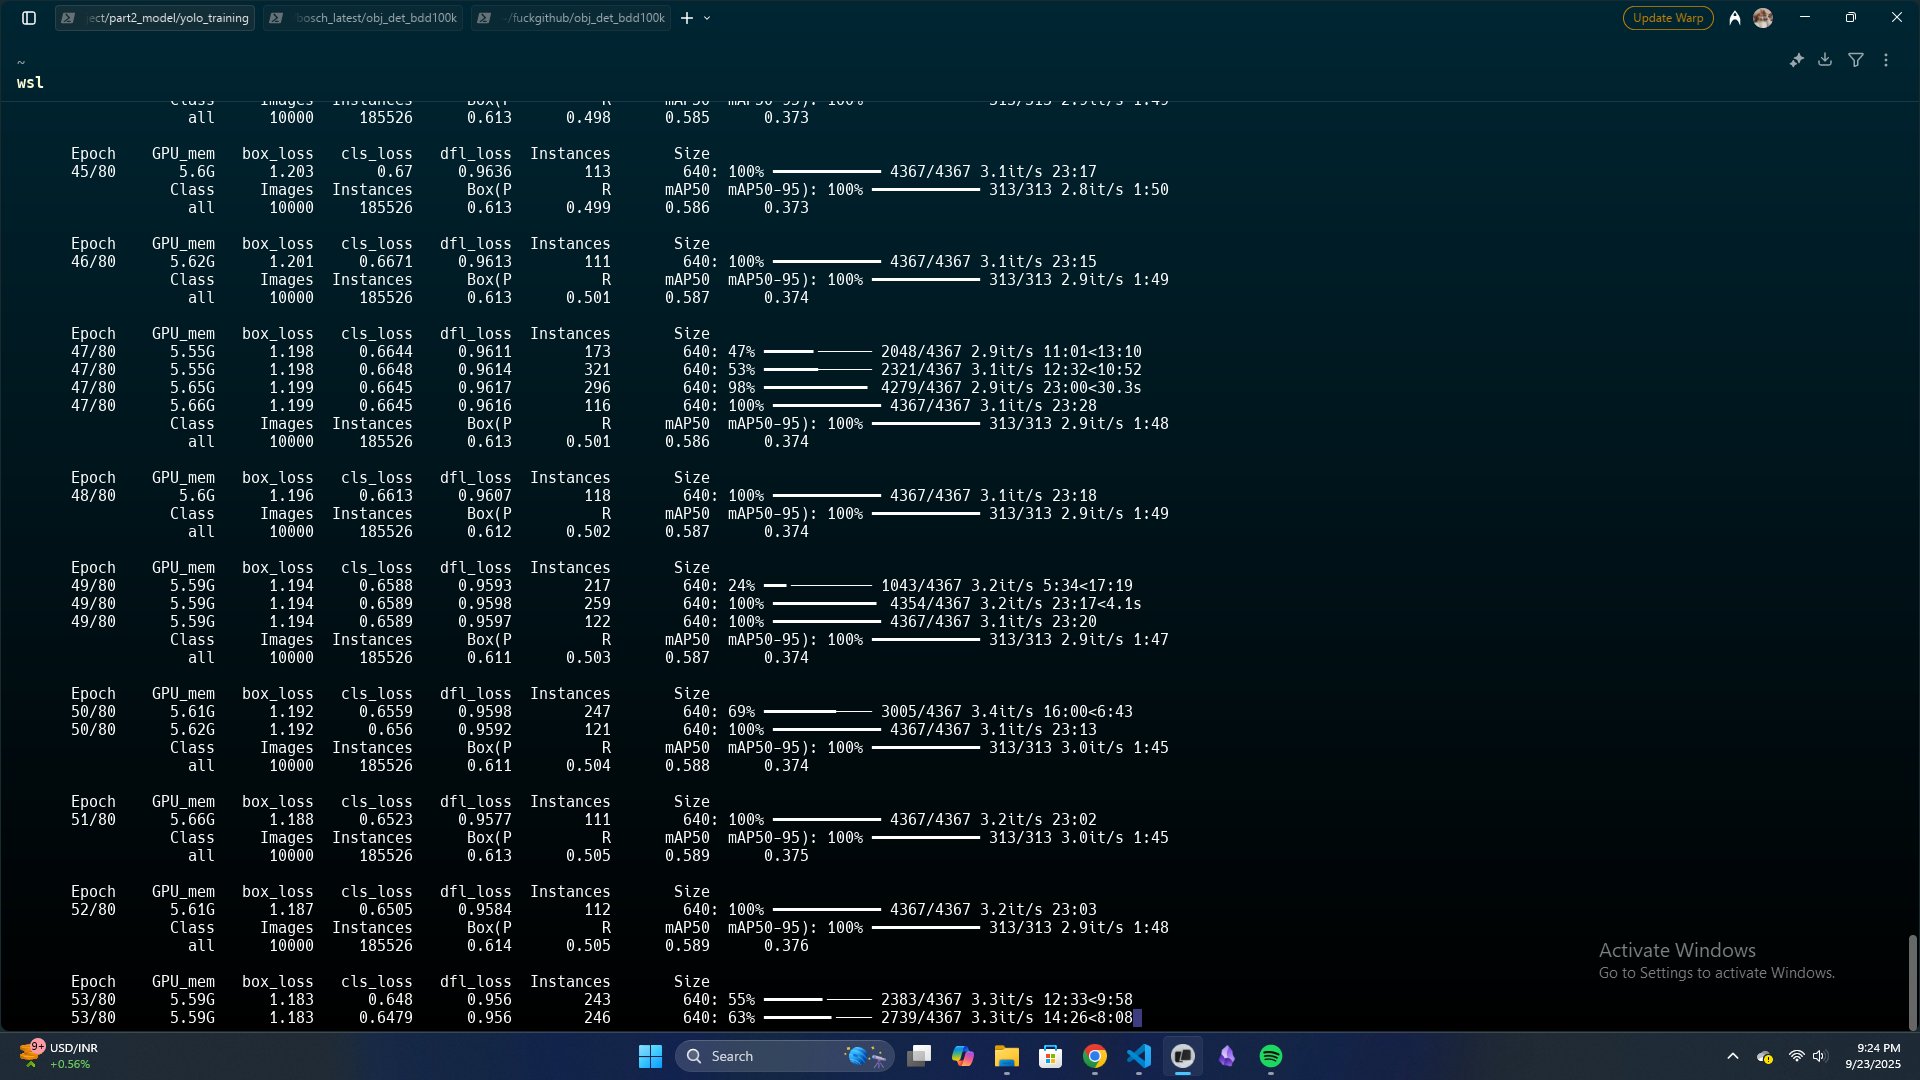 ject/part2_model/yolo_training
bosch_latest/obj_det_bdd100k
~/fuckgithub/obj_det_bdd100k
Update Warp
~
wsl
Class Images Instances Box(P R mAP50 mAP50-95): 100% 313/313 2.9it/s 1:49
all 10000 185526 0.613 0.498 0.585 0.373
Epoch GPU_mem box_loss cls_loss dfl_loss Instances Size
45/80 5.6G 1.203 0.67 0.9636 113 640: 100% 4367/4367 3.1it/s 23:17
Class Images Instances Box(P R mAP50 mAP50-95): 100% 313/313 2.8it/s 1:50
all 10000 185526 0.613 0.499 0.586 0.373
Epoch GPU_mem box_loss cls_loss dfl_loss Instances Size
46/80 5.62G 1.201 0.6671 0.9613 111 640: 100% 4367/4367 3.1it/s 23:15
Class Images Instances Box(P R mAP50 mAP50-95): 100% 313/313 2.9it/s 1:49
all 10000 185526 0.613 0.501 0.587 0.374
Epoch GPU_mem box_loss cls_loss dfl_loss Instances Size
47/80 5.55G 1.198 0.6644 0.9611 173 640: 47% 2048/4367 2.9it/s 11:01<13:10
47/80 5.55G 1.198 0.6648 0.9614 321 640: 53% 2321/4367 3.1it/s 12:32<10:52
47/80 5.65G 1.199 0.6645 0.9617 296 640: 98% 4279/4367 2.9it/s 23:00<30.3s
47/80 5.66G 1.199 0.6645 0.9616 116 640: 100% 4367/4367 3.1it/s 23:28
Class Images Instances Box(P R mAP50 mAP50-95): 100% 313/313 2.9it/s 1:48
all 10000 185526 0.613 0.501 0.586 0.374
Epoch GPU_mem box_loss cls_loss dfl_loss Instances Size
48/80 5.6G 1.196 0.6613 0.9607 118 640: 100% 4367/4367 3.1it/s 23:18
Class Images Instances Box(P R mAP50 mAP50-95): 100% 313/313 2.9it/s 1:49
all 10000 185526 0.612 0.502 0.587 0.374
Epoch GPU_mem box_loss cls_loss dfl_loss Instances Size
49/80 5.59G 1.194 0.6588 0.9593 217 640: 24% 1043/4367 3.2it/s 5:34<17:19
49/80 5.59G 1.194 0.6589 0.9598 259 640: 100% 4354/4367 3.2it/s 23:17<4.1s
49/80 5.59G 1.194 0.6589 0.9597 122 640: 100% 4367/4367 3.1it/s 23:20
Class Images Instances Box(P R mAP50 mAP50-95): 100% 313/313 2.9it/s 1:47
all 10000 185526 0.611 0.503 0.587 0.374
Epoch GPU_mem box_loss cls_loss dfl_loss Instances Size
50/80 5.61G 1.192 0.6559 0.9598 247 640: 69% 3005/4367 3.4it/s 16:00<6:43
50/80 5.62G 1.192 0.656 0.9592 121 640: 100% 4367/4367 3.1it/s 23:13
Class Images Instances Box(P R mAP50 mAP50-95): 100% 313/313 3.0it/s 1:45
all 10000 185526 0.611 0.504 0.588 0.374
Epoch GPU_mem box_loss cls_loss dfl_loss Instances Size
51/80 5.66G 1.188 0.6523 0.9577 111 640: 100% 4367/4367 3.2it/s 23:02
Class Images Instances Box(P R mAP50 mAP50-95): 100% 313/313 3.0it/s 1:45
all 10000 185526 0.613 0.505 0.589 0.375
Epoch GPU_mem box_loss cls_loss dfl_loss Instances Size
52/80 5.61G 1.187 0.6505 0.9584 112 640: 100% 4367/4367 3.2it/s 23:03
Class Images Instances Box(P R mAP50 mAP50-95): 100% 313/313 2.9it/s 1:48
all 10000 185526 0.614 0.505 0.589 0.376
Epoch GPU_mem box_loss cls_loss dfl_loss Instances Size
53/80 5.59G 1.183 0.648 0.956 243 640: 55% 2383/4367 3.3it/s 12:33<9:58
53/80 5.59G 1.183 0.6479 0.956 246 640: 63% 2739/4367 3.3it/s 14:26<8:08
Activate Windows
Go to Settings to activate Windows.
9+
USD/INR
+0.56%
Search
9:24 PM
9/23/2025